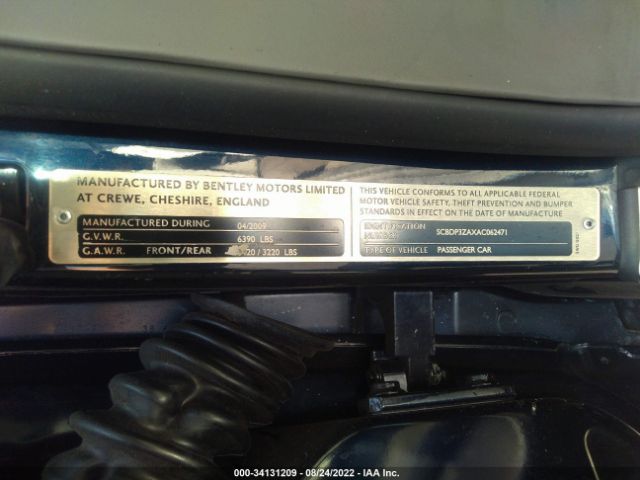 MANUFACTURED BY BENTLEY MOTORS LIMITED
AT CREWE, CHESHIRE, ENGLAND
MANUFACTURED DURING 04/2009
G.V.W.R. 6390 LBS
G.A.W.R. FRONT/REAR / 3220 LBS
THIS VEHICLE CONFORMS TO ALL APPLICABLE FEDERAL
MOTOR VEHICLE SAFETY, THEFT PREVENTION AND BUMPER
STANDARDS IN EFFECT ON THE DATE OF MANUFACTURE
SCBDP3ZAXAC062471
TYPE OF VEHICLE PASSENGER CAR
000-34131209 - 08/24/2022 - IAA Inc.